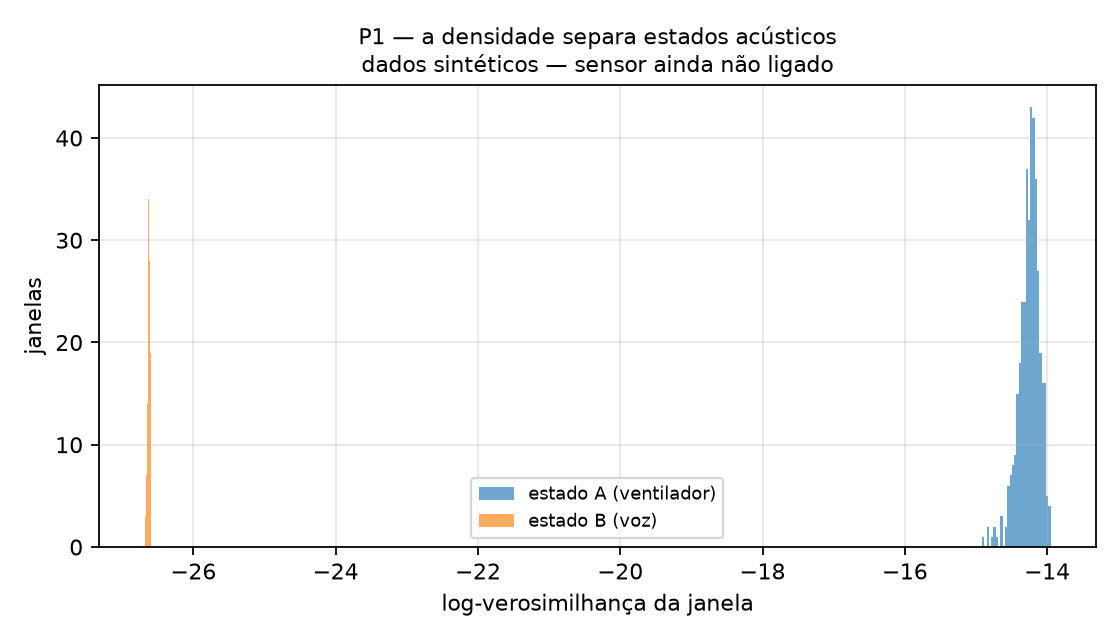 P1 — a densidade separa estados acústicos
dados sintéticos — sensor ainda não ligado
janelas
40
30
20
10
0
estado A (ventilador)
estado B (voz)
−26
−24
−22
−20
−18
−16
−14
log-verosimilhança da janela